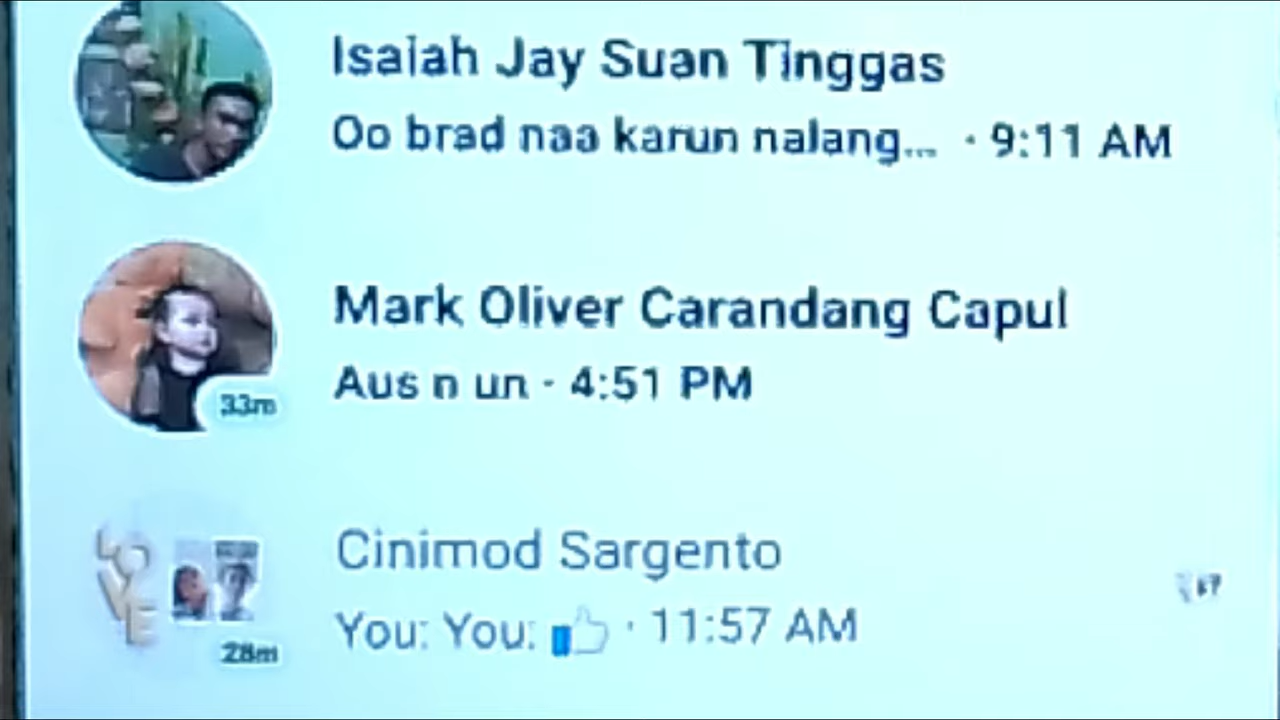 Isaiah Jay Suan Tinggas
Oo brad naa karun nalang... · 9:11 AM
Mark Oliver Carandang Capul
33m
Aus n un · 4:51 PM
LOVE
Cinimod Sargento
28m
You: You: 👍 · 11:57 AM